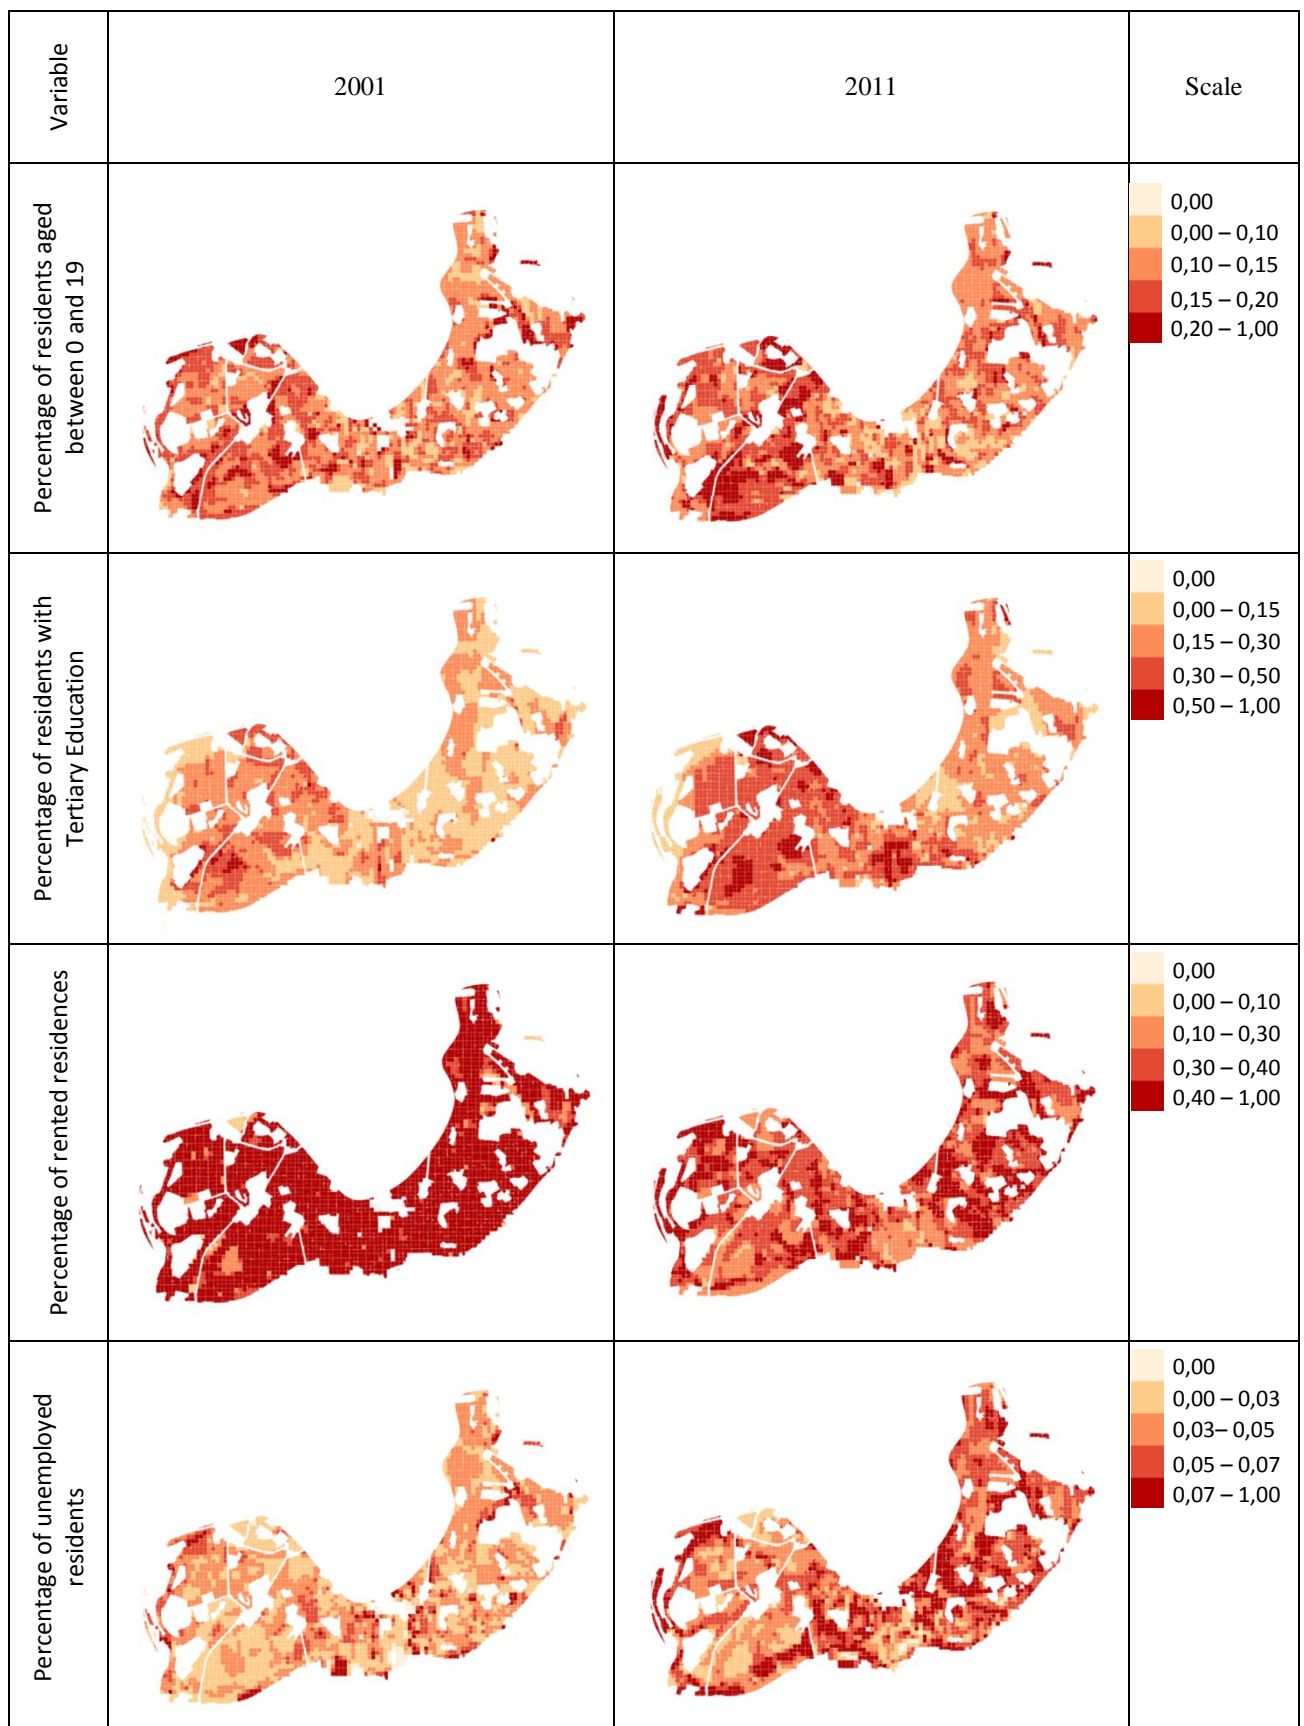 Variable
2001
2011
Scale
Percentage of residents aged
between 0 and 19
0,00
0,00 – 0,10
0,10 – 0,15
0,15 – 0,20
0,20 – 1,00
Percentage of residents with
Tertiary Education
0,00
0,00 – 0,15
0,15 – 0,30
0,30 – 0,50
0,50 – 1,00
Percentage of rented residences
0,00
0,00 – 0,10
0,10 – 0,30
0,30 – 0,40
0,40 – 1,00
Percentage of unemployed
residents
0,00
0,00 – 0,03
0,03– 0,05
0,05 – 0,07
0,07 – 1,00